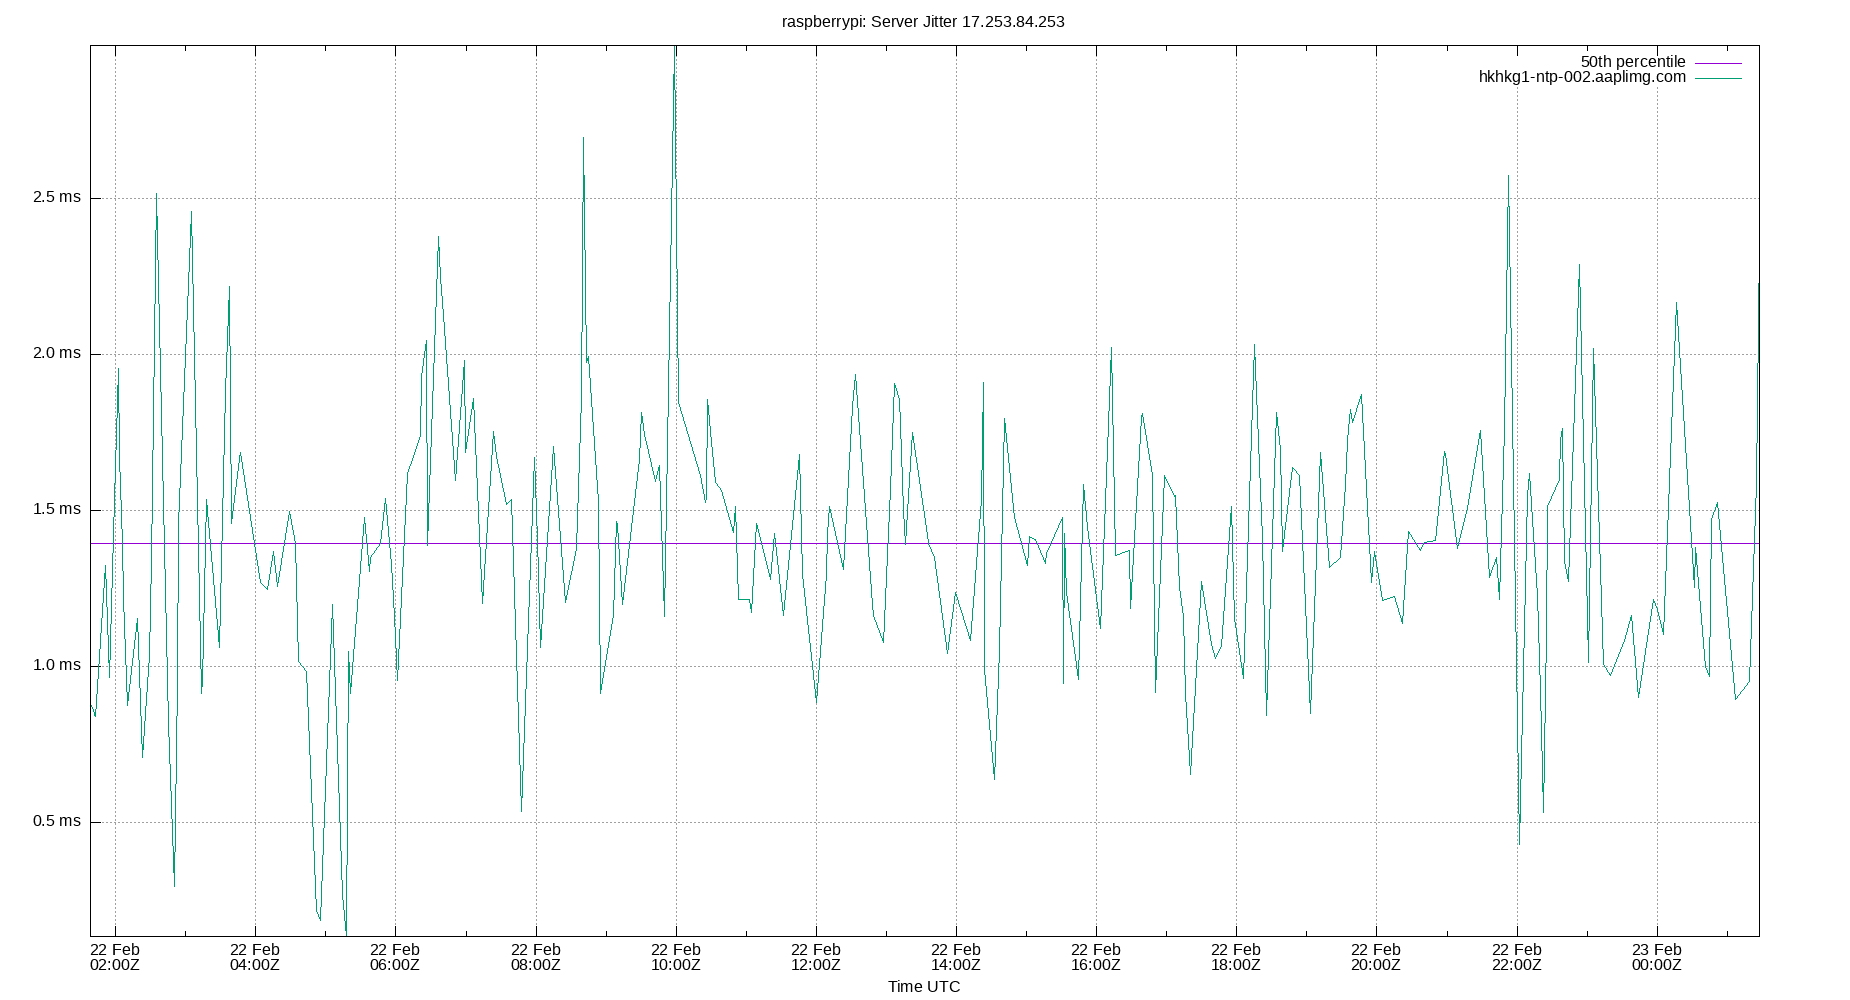 raspberrypi: Server Jitter 17.253.84.253
50th percentile
hkhkg1-ntp-002.aaplimg.com
2.5 ms
2.0 ms
1.5 ms
1.0 ms
0.5 ms
22 Feb 22 Feb 22 Feb 22 Feb 22 Feb 22 Feb 22 Feb 22 Feb 22 Feb 22 Feb 22 Feb 23 Feb
02:00Z 04:00Z 06:00Z 08:00Z 10:00Z 12:00Z 14:00Z 16:00Z 18:00Z 20:00Z 22:00Z 00:00Z
Time UTC